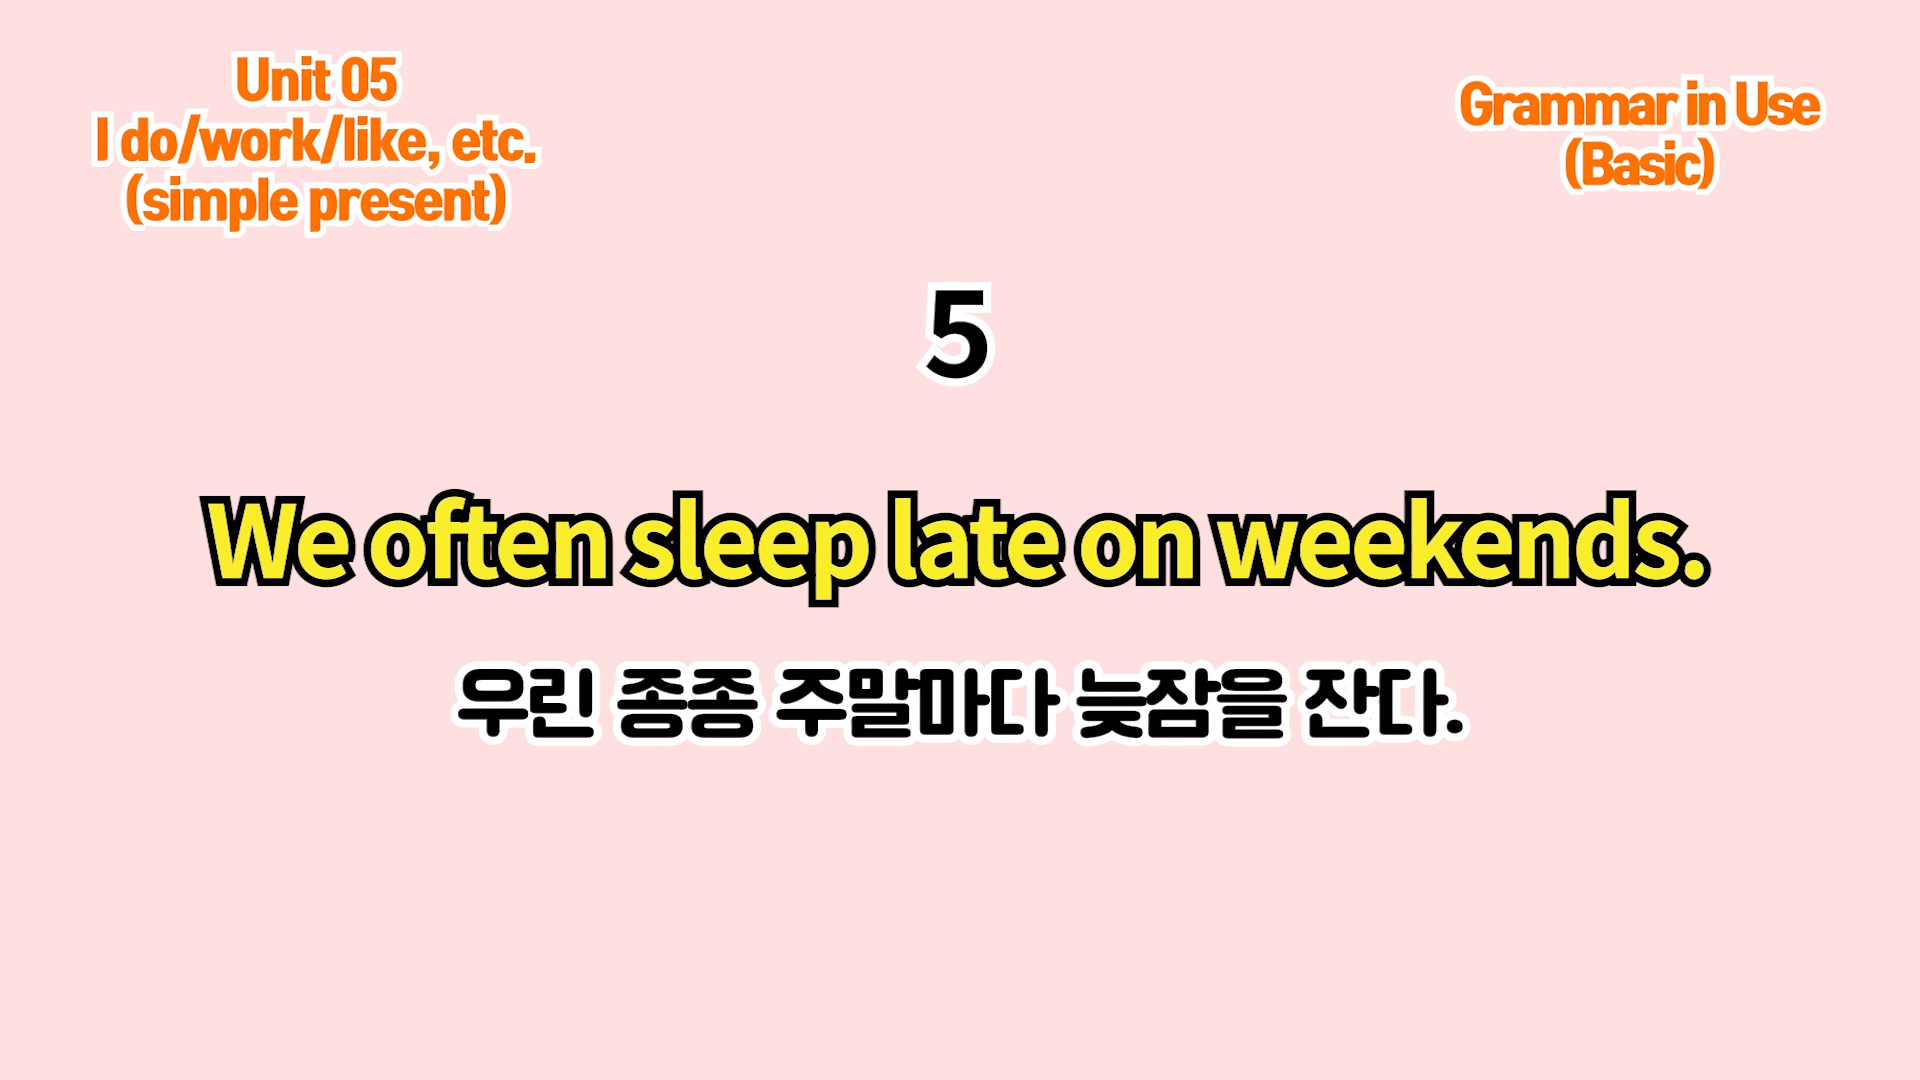 Unit 05
I do/work/like, etc.
(simple present)
Grammar in Use
(Basic)
5
We often sleep late on weekends.
우린 종종 주말마다 늦잠을 잔다.